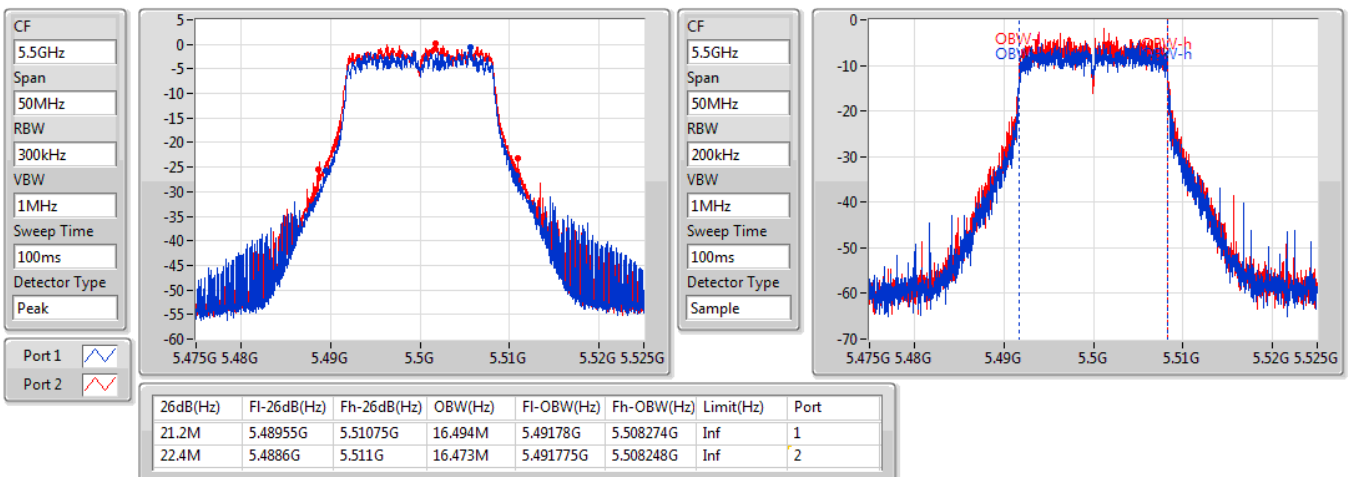 CF
5.5GHz
Span
50MHz
RBW
300kHz
VBW
1MHz
Sweep Time
100ms
Detector Type
Peak
Port 1
Port 2
5
0
-5
-10
-15
-20
-25
-30
-35
-40
-45
-50
-55
-60
5.475G 5.48G 5.49G 5.5G 5.51G 5.52G 5.525G
CF
5.5GHz
Span
50MHz
RBW
200kHz
VBW
1MHz
Sweep Time
100ms
Detector Type
Sample
0
-10
-20
-30
-40
-50
-60
-70
5.475G 5.48G 5.49G 5.5G 5.51G 5.52G 5.525G
OBW-h
26dB(Hz) Fl-26dB(Hz) Fh-26dB(Hz) OBW(Hz) Fl-OBW(Hz) Fh-OBW(Hz) Limit(Hz) Port
21.2M 5.48955G 5.51075G 16.494M 5.49178G 5.508274G Inf 1
22.4M 5.4886G 5.511G 16.473M 5.491775G 5.508248G Inf 2